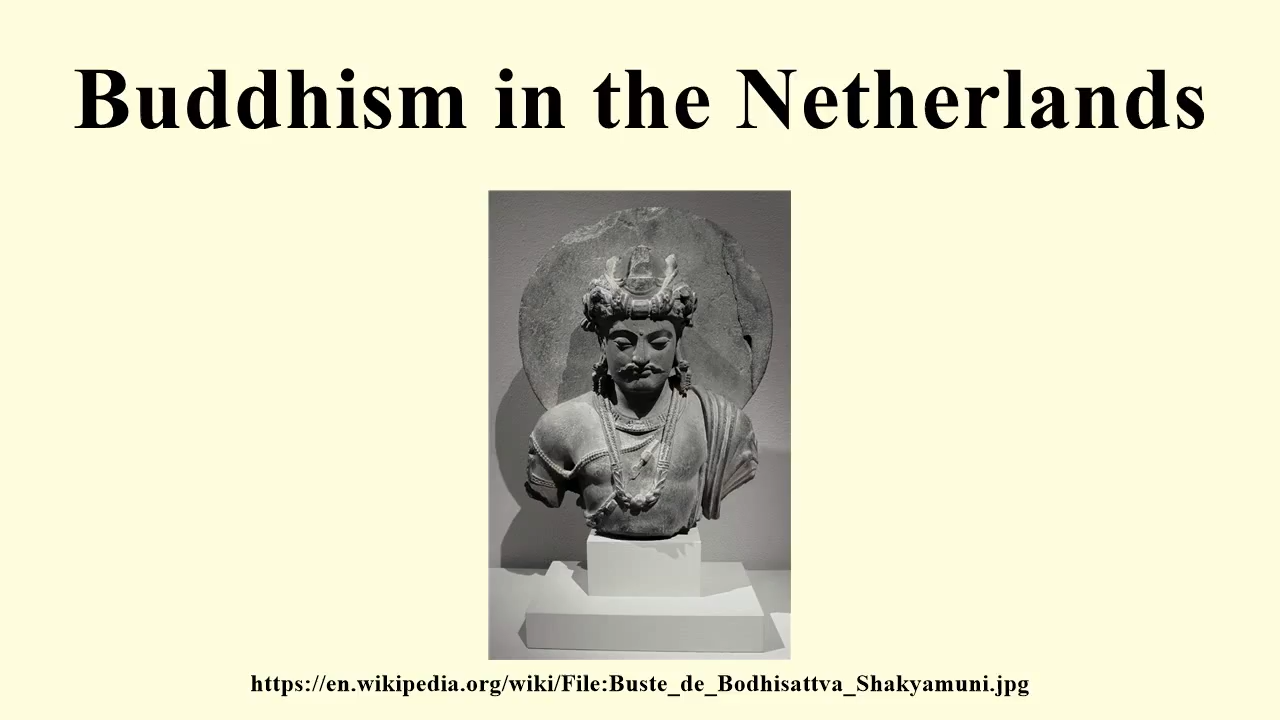 Buddhism in the Netherlands
https://en.wikipedia.org/wiki/File:Buste_de_Bodhisattva_Shakyamuni.jpg